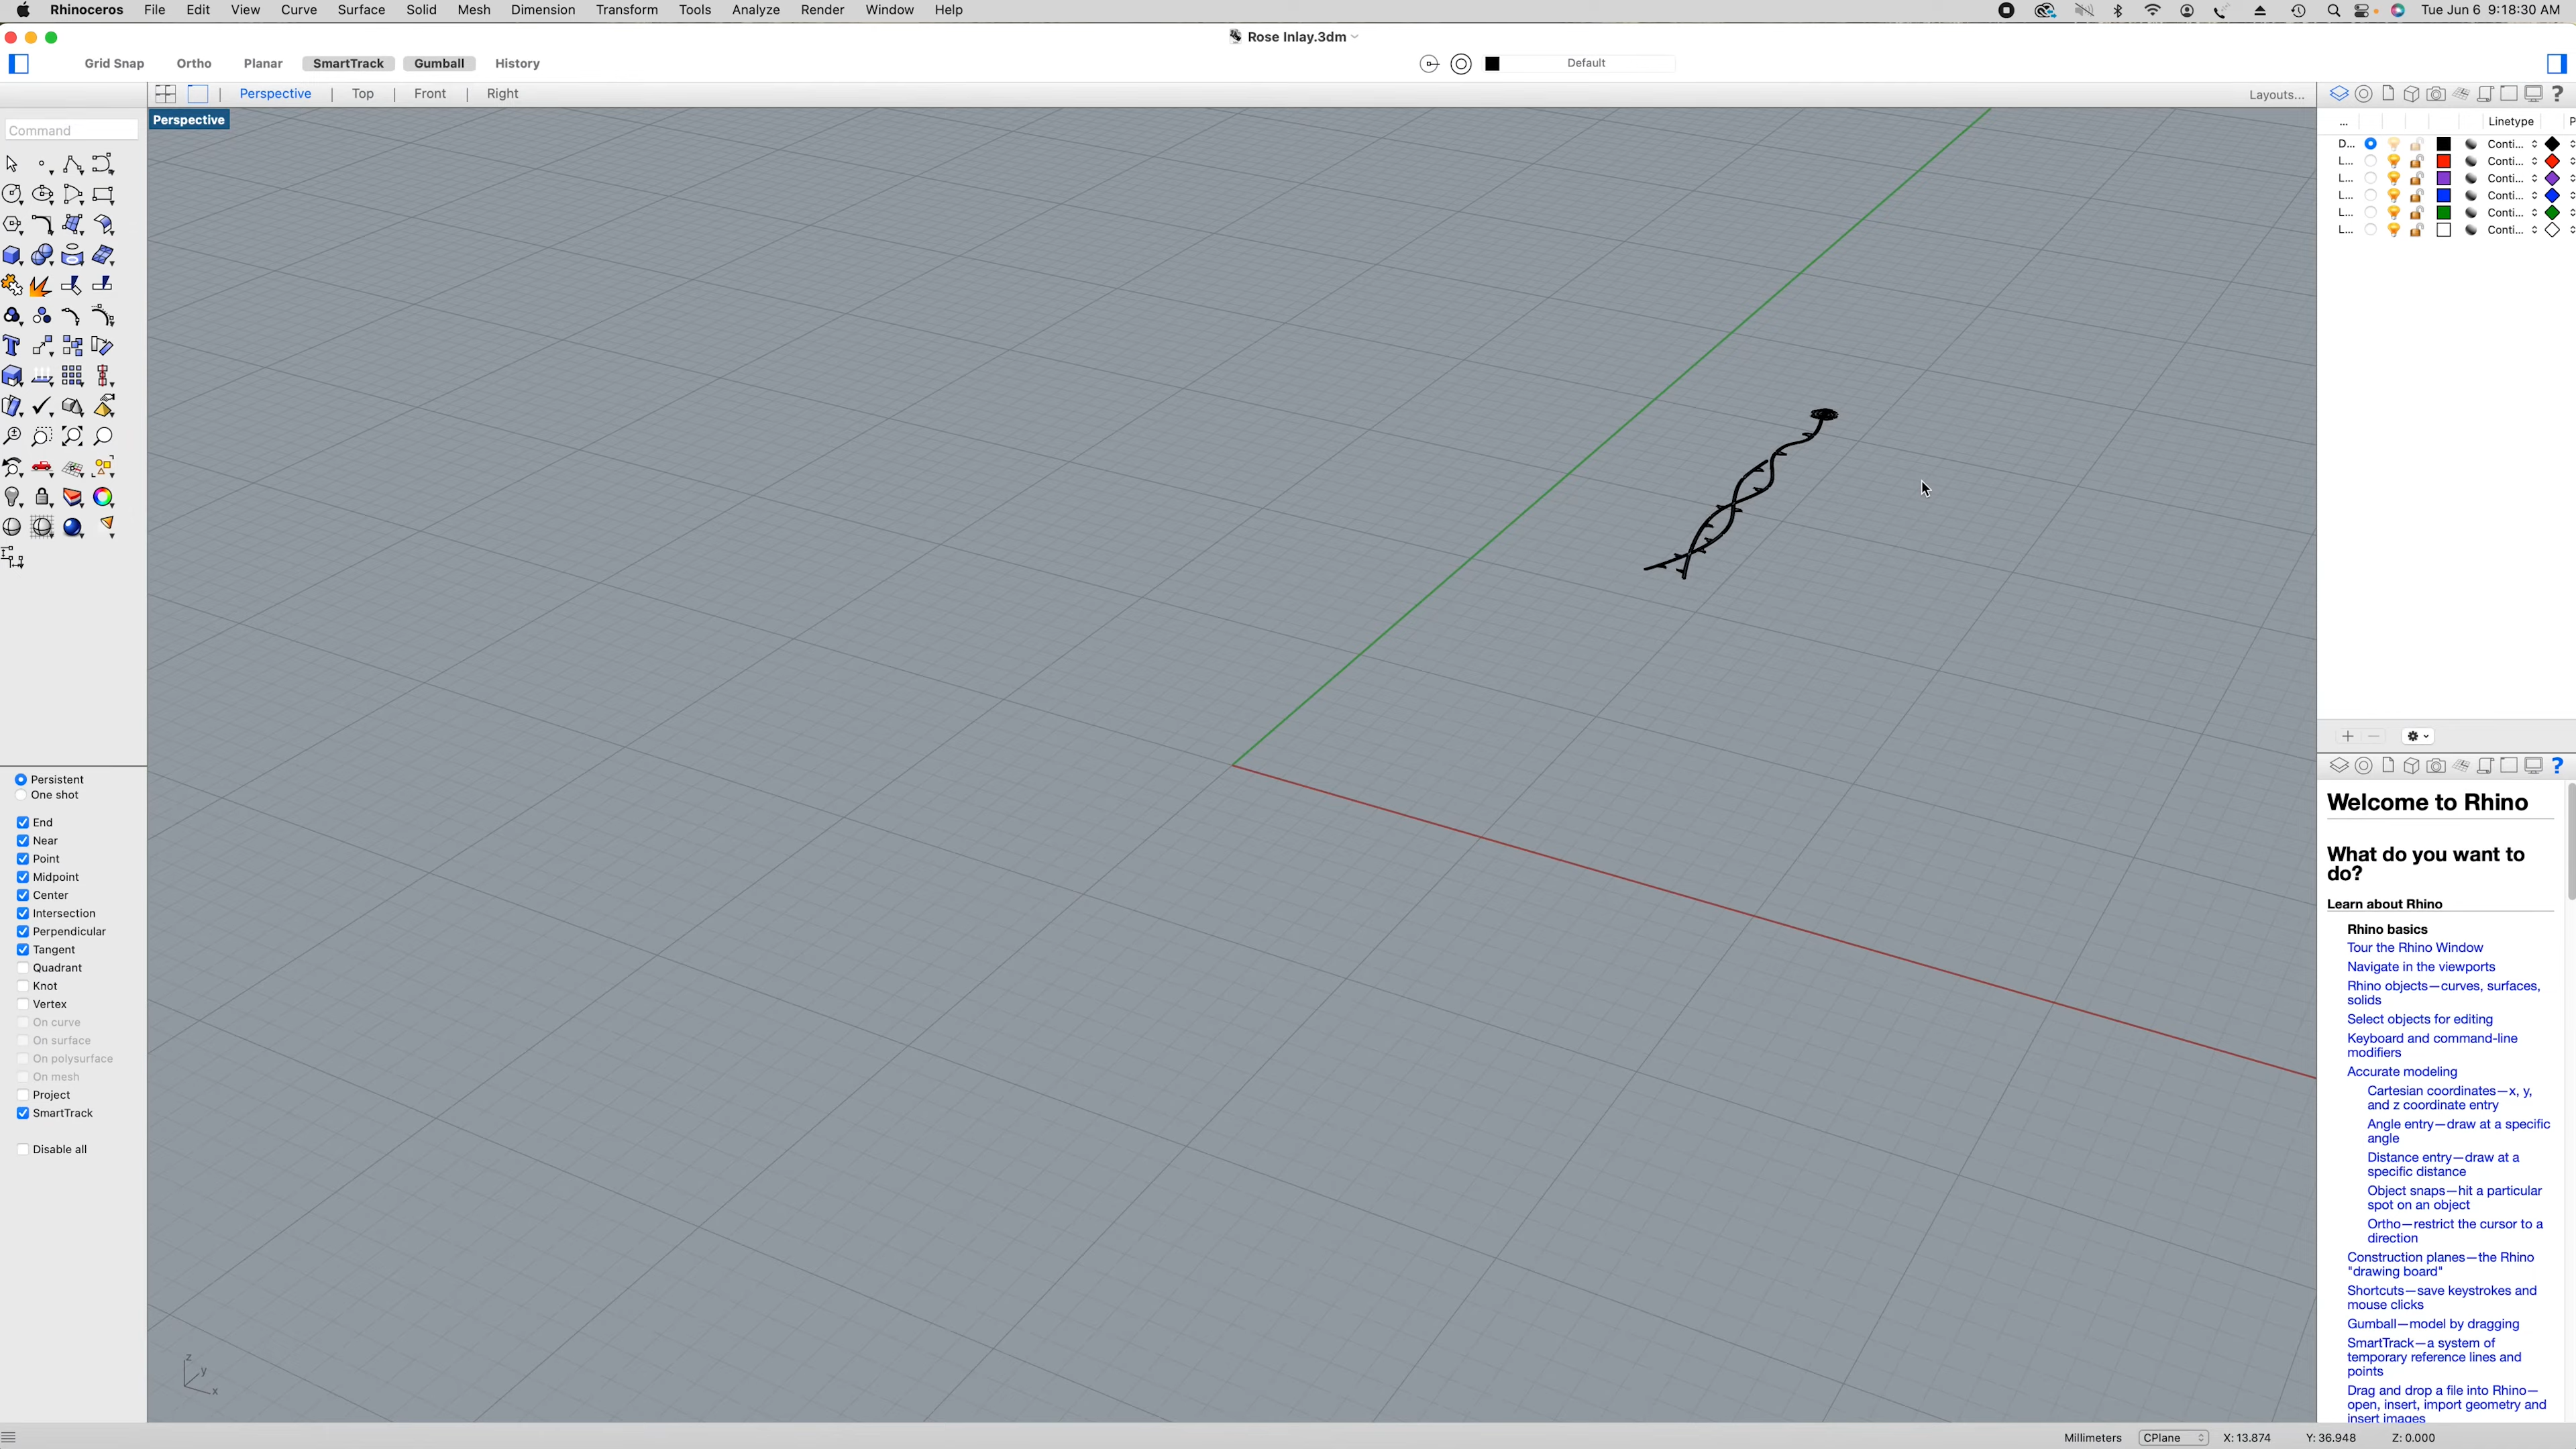 Rhinoceros File Edit View Curve Surface Solid Mesh Dimension Transform Tools Analyze Render Window Help Tue Jun 6 9:18:30 AM
Rose Inlay.3dm
Grid Snap Ortho Planar SmartTrack Gumball History Default
Perspective | Top | Front | Right Layouts...
Perspective
Command
... Linetype P
D... Conti...
L... Conti...
L... Conti...
L... Conti...
L... Conti...
L... Conti...
Persistent
One shot
End
Near
Point
Midpoint
Center
Intersection
Perpendicular
Tangent
Quadrant
Knot
Vertex
On curve
On surface
On polysurface
On mesh
Project
SmartTrack
Disable all
z
y
x
Welcome to Rhino
What do you want to
do?
Learn about Rhino
Rhino basics
Tour the Rhino Window
Navigate in the viewports
Rhino objects—curves, surfaces,
solids
Select objects for editing
Keyboard and command-line
modifiers
Accurate modeling
Cartesian coordinates—x, y,
and z coordinate entry
Angle entry—draw at a specific
angle
Distance entry—draw at a
specific distance
Object snaps—hit a particular
spot on an object
Ortho—restrict the cursor to a
direction
Construction planes—the Rhino
"drawing board"
Shortcuts—save keystrokes and
mouse clicks
Gumball—model by dragging
SmartTrack—a system of
temporary reference lines and
points
Drag and drop a file into Rhino—
open, insert, import geometry and
insert images
Millimeters CPlane X: 13.874 Y: 36.948 Z: 0.000